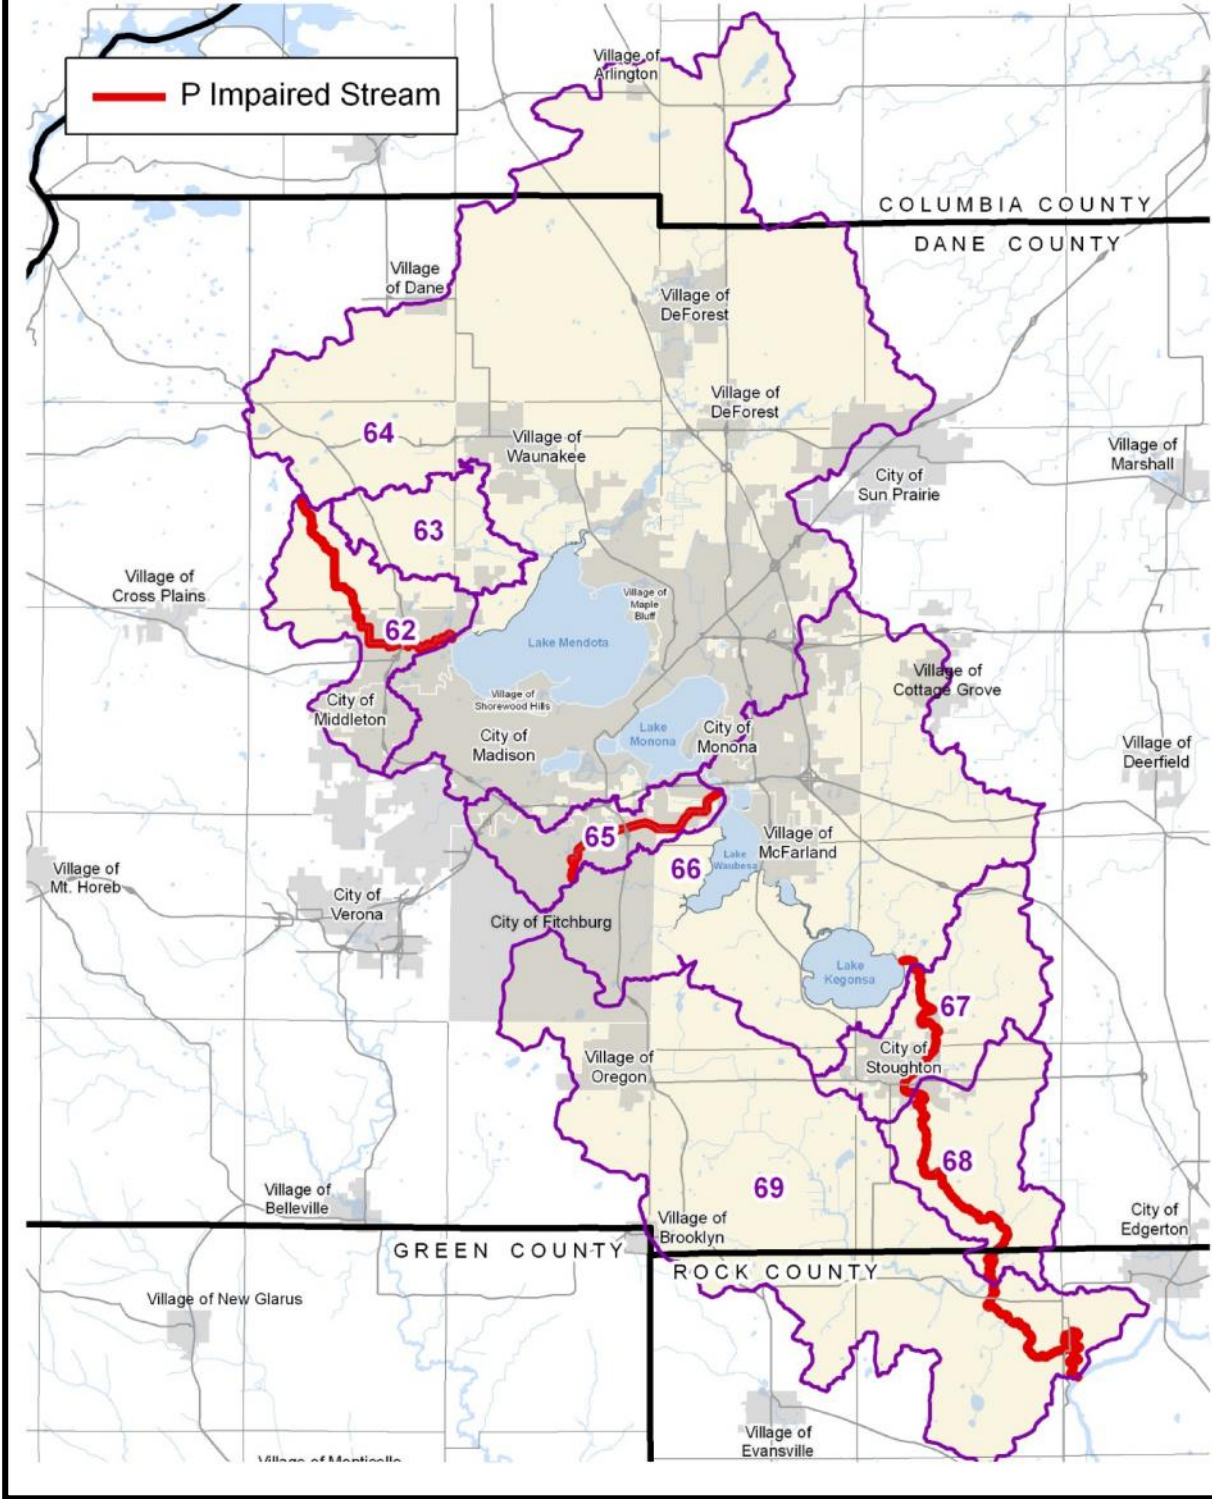 Village of
Arlington
P Impaired Stream
COLUMBIA COUNTY
DANE COUNTY
Village
of Dane
Village of
DeForest
Village of
DeForest
64
Village of
Waunakee
Village of
Marshall
City of
Sun Prairie
63
Village of
Cross Plains
Village of
Maple
Bluff
62
Lake Mendota
Village of
Cottage Grove
City of
Middleton
Village of
Shorewood Hills
City of
Madison
Lake
Monona
City of
Monona
Village of
Deerfield
65
Village of
McFarland
66
Lake
Waubesa
Village of
Mt. Horeb
City of
Verona
City of Fitchburg
Lake
Kegonsa
67
City of
Stoughton
Village of
Oregon
68
69
Village of
Belleville
Village of
Brooklyn
City of
Edgerton
GREEN COUNTY
ROCK COUNTY
Village of New Glarus
Village of
Evansville
Village of Monticello